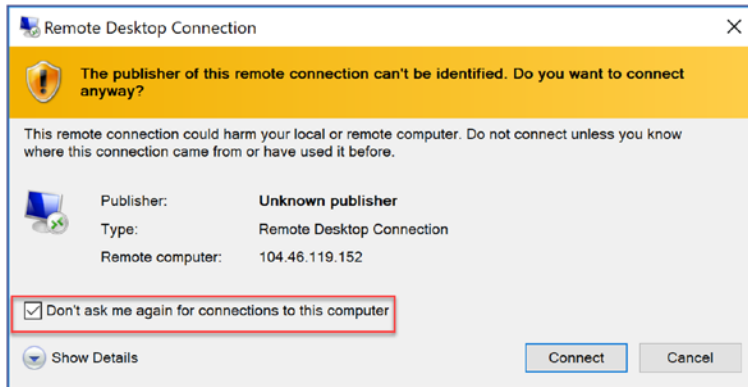 Remote Desktop Connection
The publisher of this remote connection can't be identified. Do you want to connect
anyway?
This remote connection could harm your local or remote computer. Do not connect unless you know
where this connection came from or have used it before.
Publisher: Unknown publisher
Type: Remote Desktop Connection
Remote computer: 104.46.119.152
Don't ask me again for connections to this computer
Show Details Connect Cancel